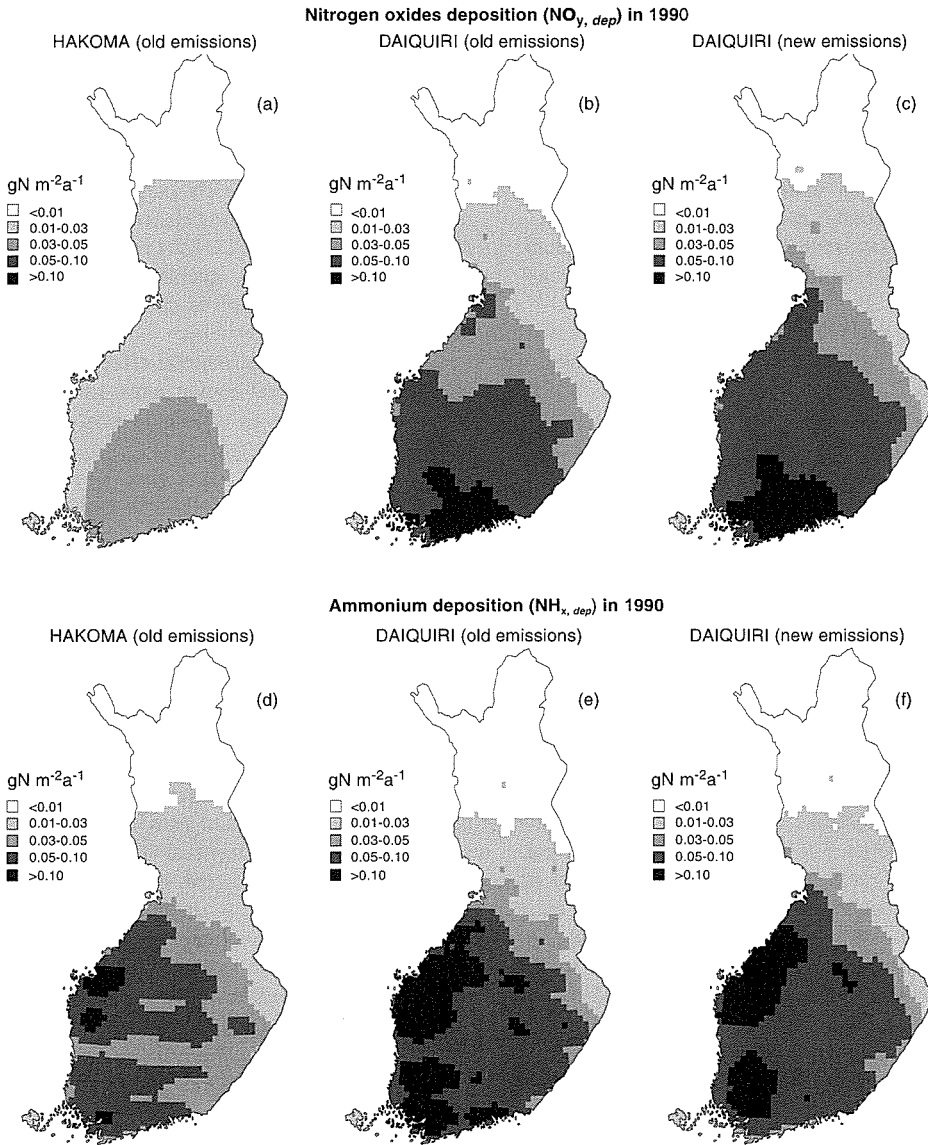 Nitrogen oxides deposition (NOy, dep) in 1990
HAKOMA (old emissions)
DAIQUIRI (old emissions)
DAIQUIRI (new emissions)
(a)
(b)
(c)
gN m-2a-1
<0.01
0.01-0.03
0.03-0.05
0.05-0.10
>0.10
gN m-2a-1
<0.01
0.01-0.03
0.03-0.05
0.05-0.10
>0.10
gN m-2a-1
<0.01
0.01-0.03
0.03-0.05
0.05-0.10
>0.10
Ammonium deposition (NHx, dep) in 1990
HAKOMA (old emissions)
DAIQUIRI (old emissions)
DAIQUIRI (new emissions)
(d)
(e)
(f)
gN m-2a-1
<0.01
0.01-0.03
0.03-0.05
0.05-0.10
>0.10
gN m-2a-1
<0.01
0.01-0.03
0.03-0.05
0.05-0.10
>0.10
gN m-2a-1
<0.01
0.01-0.03
0.03-0.05
0.05-0.10
>0.10